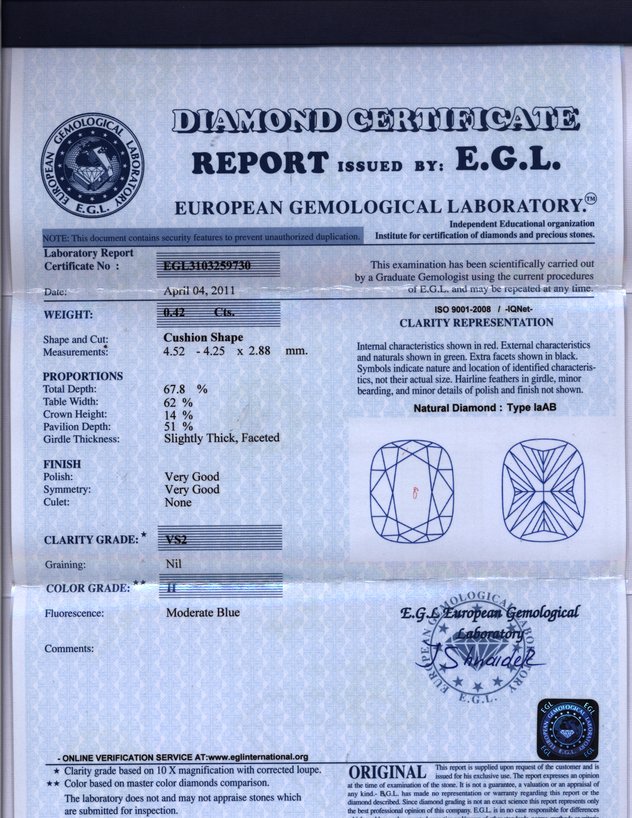 DIAMOND CERTIFICATE
REPORT ISSUED BY: E.G.L.
EUROPEAN GEMOLOGICAL LABORATORY.™
EUROPEAN GEMOLOGICAL LABORATORY
E.G.L.
Independent Educational organization
Institute for certification of diamonds and precious stones.
NOTE: This document contains security features to prevent unauthorized duplication.
Laboratory Report
Certificate No : EGL3103259730
Date: April 04, 2011
WEIGHT: 0.42 Cts.
Shape and Cut: Cushion Shape
Measurements: 4.52 - 4.25 x 2.88 mm.
PROPORTIONS
Total Depth: 67.8 %
Table Width: 62 %
Crown Height: 14 %
Pavilion Depth: 51 %
Girdle Thickness: Slightly Thick, Faceted
FINISH
Polish: Very Good
Symmetry: Very Good
Culet: None
CLARITY GRADE: * VS2
Graining: Nil
COLOR GRADE: ** H
Fluorescence: Moderate Blue
Comments:
This examination has been scientifically carried out
by a Graduate Gemologist using the current procedures
of E.G.L. and may be repeated at any time.
ISO 9001-2008 / -IQNet-
CLARITY REPRESENTATION
Internal characteristics shown in red. External characteristics
and naturals shown in green. Extra facets shown in black.
Symbols indicate nature and location of identified characteris-
tics, not their actual size. Hairline feathers in girdle, minor
bearding, and minor details of polish and finish not shown.
Natural Diamond : Type IaAB
E.G.L European Gemological
Laboratory
EUROPEAN GEMOLOGICAL LABORATORY
E.G.L.
EGL EGL
EUROPEAN GEMOLOGICAL LABORATORY
EGL EGL
- ONLINE VERIFICATION SERVICE AT:www.eglinternational.org
★ Clarity grade based on 10 X magnification with corrected loupe.
★★ Color based on master color diamonds comparison.
The laboratory does not and may not appraise stones which
are submitted for inspection.
ORIGINAL This report is supplied upon request of the customer and is
issued for his exclusive use. The report expresses an opinion
at the time of examination of the stone. It is not a guarantee, a valuation or an appraisal of
any kind.- E.G.L. has made no representation or warranty regarding this report or the
diamond described. Since diamond grading is not an exact science this report represents only
the best professional opinion of this company. E.G.L. is in no case responsible for differences